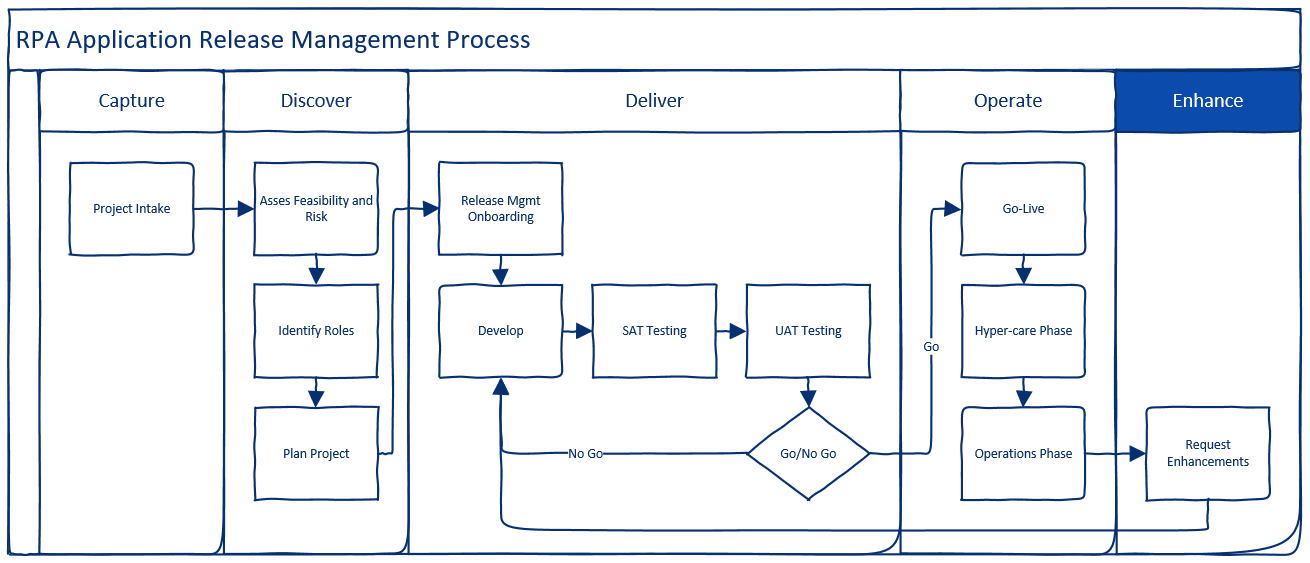 RPA Application Release Management Process
Capture
Discover
Deliver
Operate
Enhance
Project Intake
Asses Feasibility and
Risk
Identify Roles
Plan Project
Release Mgmt
Onboarding
Develop
SAT Testing
UAT Testing
Go/No Go
No Go
Go
Go-Live
Hyper-care Phase
Operations Phase
Request
Enhancements